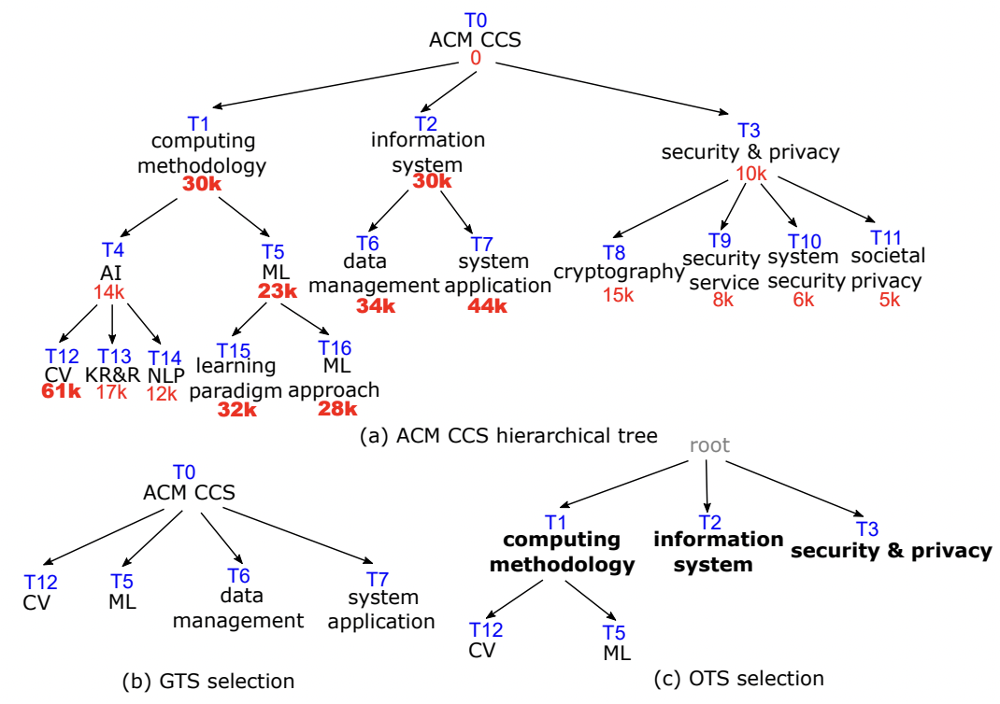 T0
ACM CCS
0
T1
computing
methodology
30k
T2
information
system
30k
T3
security & privacy
10k
T4
AI
14k
T5
ML
23k
T6
data
management
34k
T7
system
application
44k
T8
cryptography
15k
T9
security
service
8k
T10
system
security
6k
T11
societal
privacy
5k
T12
CV
61k
T13
KR&R
17k
T14
NLP
12k
T15
learning
paradigm
32k
T16
ML
approach
28k
(a) ACM CCS hierarchical tree
T0
ACM CCS
T12
CV
T5
ML
T6
data
management
T7
system
application
(b) GTS selection
root
T1
computing
methodology
T2
information
system
T3
security & privacy
T12
CV
T5
ML
(c) OTS selection